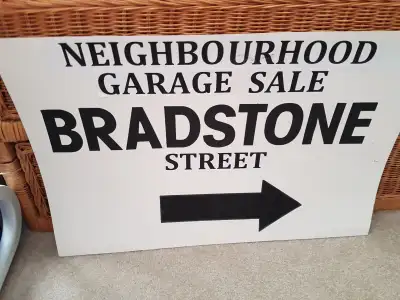 NEIGHBOURHOOD
GARAGE SALE
BRADSTONE
STREET